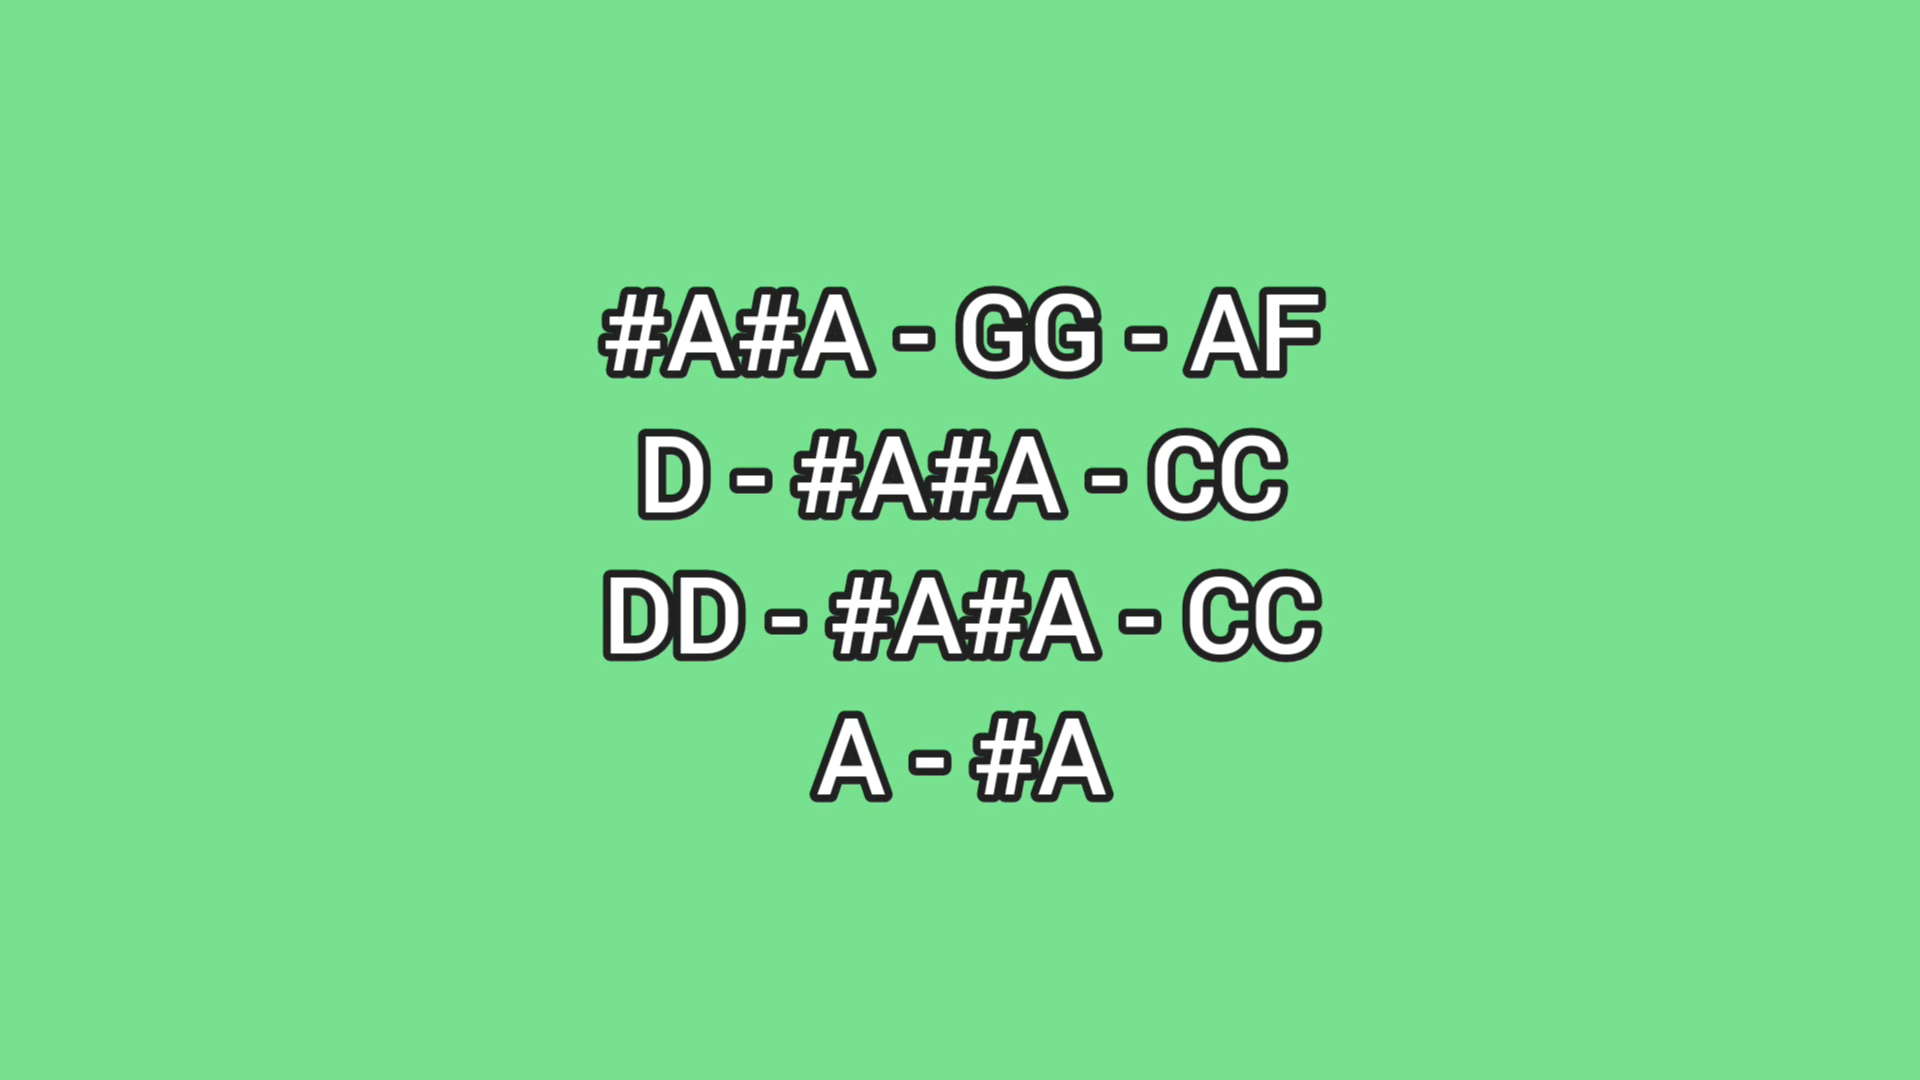 #A#A - GG - AF
D - #A#A - CC
DD - #A#A - CC
A - #A